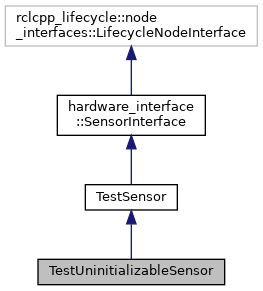 rclcpp_lifecycle::node
_interfaces::LifecycleNodeInterface
hardware_interface
::SensorInterface
TestSensor
TestUninitializableSensor